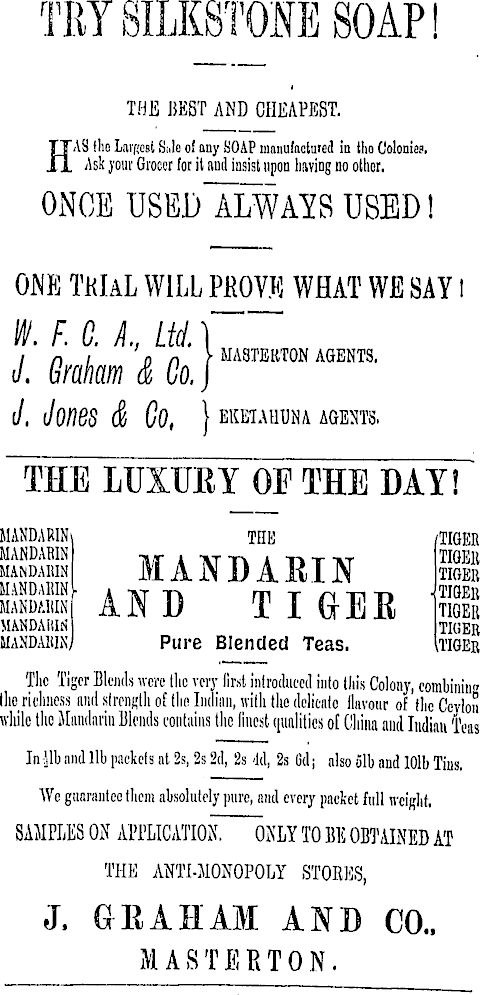 TRY SILKSTONE SOAP!
THE BEST AND CHEAPEST.
HAS the Largest Sale of any SOAP manufactured in the Colonies,
Ask your Grocer for it and insist upon having no other.
ONCE USED ALWAYS USED!
ONE TRIAL WILL PROVE WHAT WE SAY!
W. F. C. A., Ltd.
J. Graham & Co.
MASTERTON AGENTS.
J. Jones & Co,
EKETAHUNA AGENTS.
THE LUXURY OF THE DAY!
MANDARIN
MANDARIN
MANDARIN
MANDARIN
MANDARIN
MANDARIN
MANDARIN
THE
MANDARIN
AND TIGER
Pure Blended Teas.
TIGER
TIGER
TIGER
TIGER
TIGER
TIGER
TIGER
The Tiger Blends were the very first introduced into this Colony, combining
the richness and strength of the Indian, with the delicate flavour of the Ceylon
while the Mandarin Blends contains the finest qualities of China and Indian Teas
In ½lb and 1lb packets at 2s, 2s 2d, 2s 4d, 2s 6d; also 5lb and 10lb Tins.
We guarantee them absolutely pure, and every packet full weight.
SAMPLES ON APPLICATION. ONLY TO BE OBTAINED AT
THE ANTI-MONOPOLY STORES,
J. GRAHAM AND CO.,
MASTERTON.